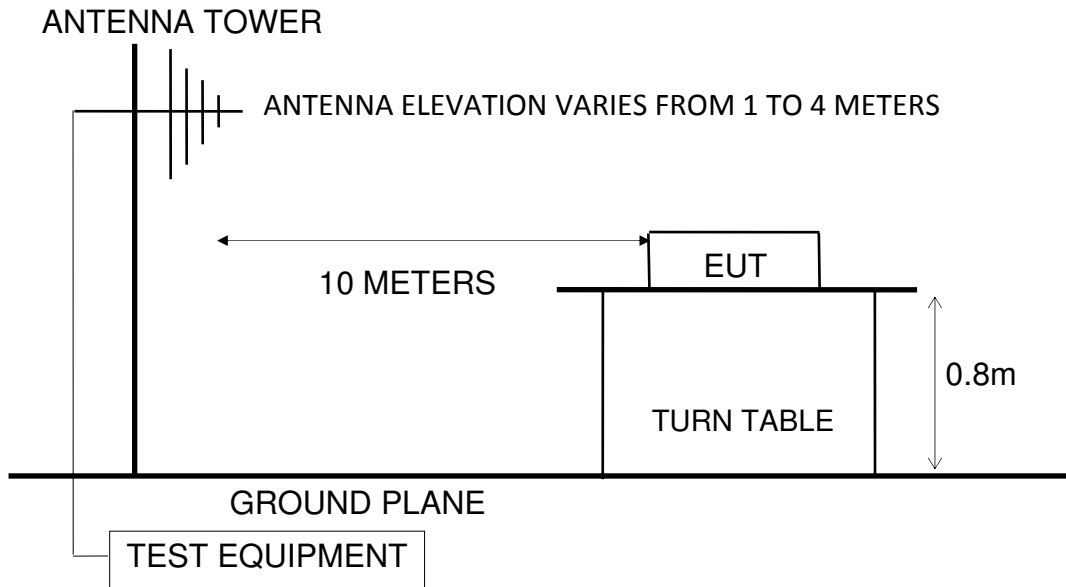 ANTENNA TOWER
ANTENNA ELEVATION VARIES FROM 1 TO 4 METERS
10 METERS
EUT
0.8m
TURN TABLE
GROUND PLANE
TEST EQUIPMENT